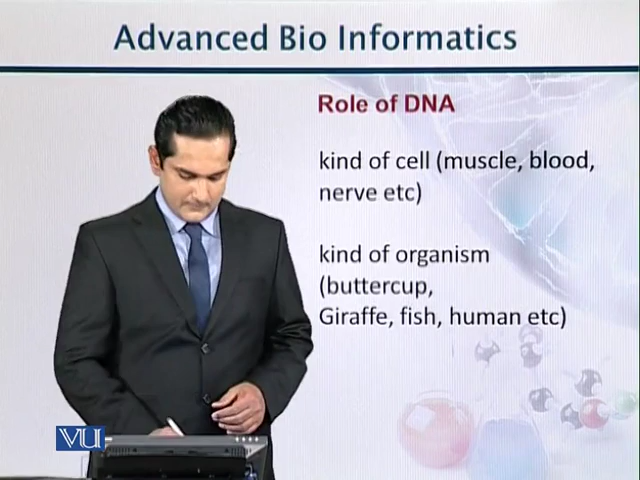 Advanced Bio Informatics
Role of DNA
kind of cell (muscle, blood,
nerve etc)
kind of organism
(buttercup,
Giraffe, fish, human etc)
VU